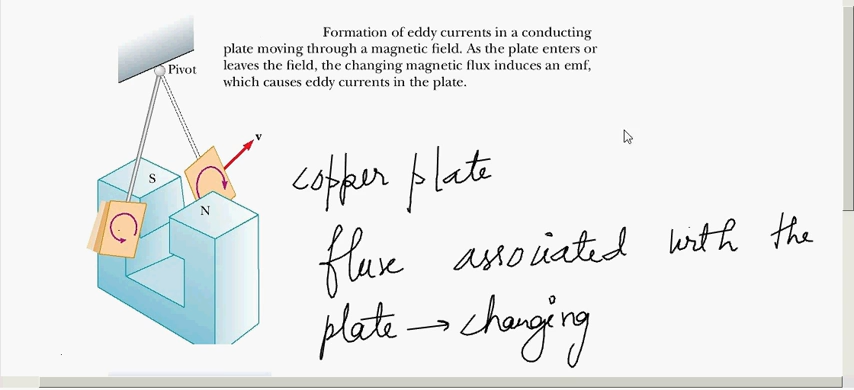 Formation of eddy currents in a conducting
plate moving through a magnetic field. As the plate enters or
leaves the field, the changing magnetic flux induces an emf,
which causes eddy currents in the plate.
Pivot
v
S
N
copper plate
flux associated with the
plate → changing